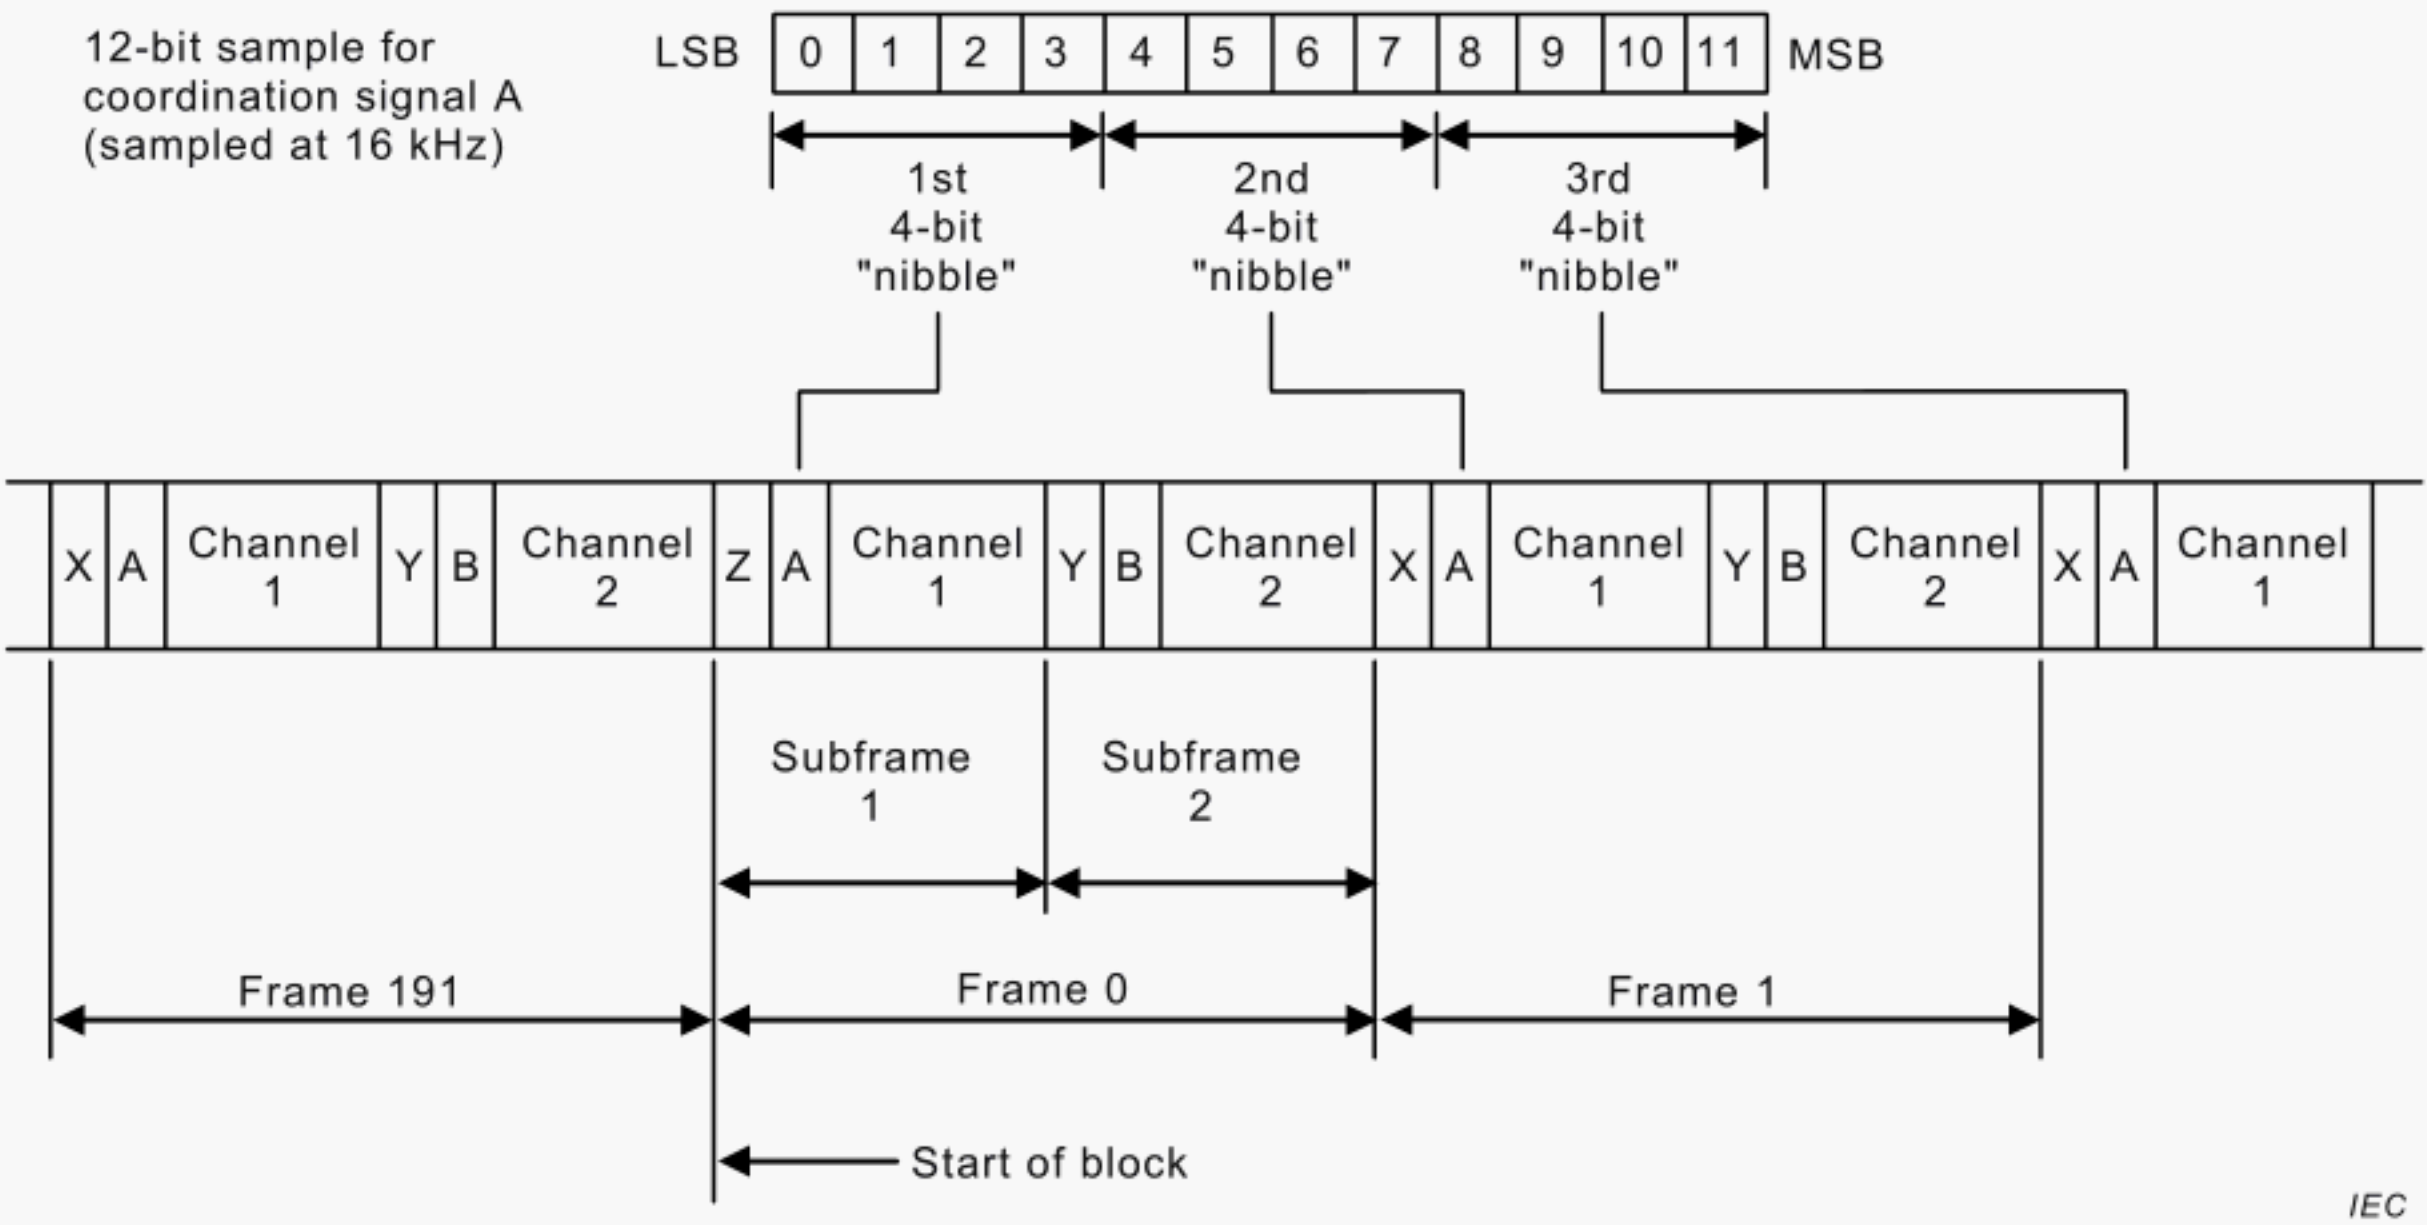 12-bit sample for
coordination signal A
(sampled at 16 kHz)
LSB 0 1 2 3 4 5 6 7 8 9 10 11 MSB
1st
4-bit
"nibble"
2nd
4-bit
"nibble"
3rd
4-bit
"nibble"
X A Channel 1 Y B Channel 2 Z A Channel 1 Y B Channel 2 X A Channel 1 Y B Channel 2 X A Channel 1
Subframe
1
Subframe
2
Frame 191
Frame 0
Frame 1
Start of block
IEC